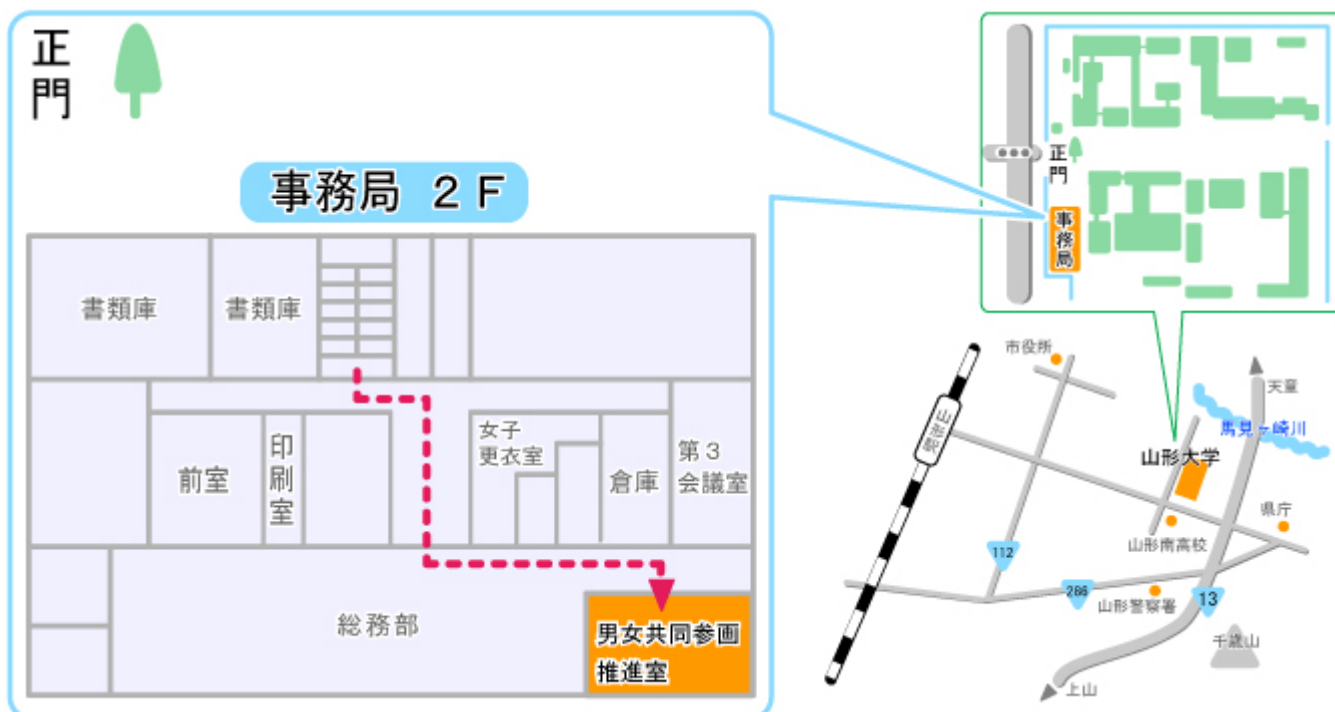 正門
事務局 2F
書類庫
書類庫
前室
印刷室
女子
更衣室
倉庫
第3
会議室
総務部
男女共同参画
推進室
正門
事務局
市役所
天童
山形駅
馬見ヶ崎川
山形大学
県庁
山形南高校
112
286
山形警察署
13
千歳山
上山